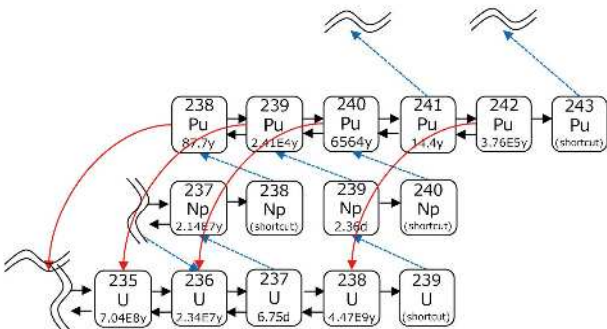 238
Pu
87.7y
239
Pu
2.41E4y
240
Pu
6564y
241
Pu
14.4y
242
Pu
3.76E5y
243
Pu
(shortcut)
237
Np
2.14E7y
238
Np
(shortcut)
239
Np
2.36d
240
Np
(shortcut)
235
U
7.04E8y
236
U
2.34E7y
237
U
6.75d
238
U
4.47E9y
239
U
(shortcut)